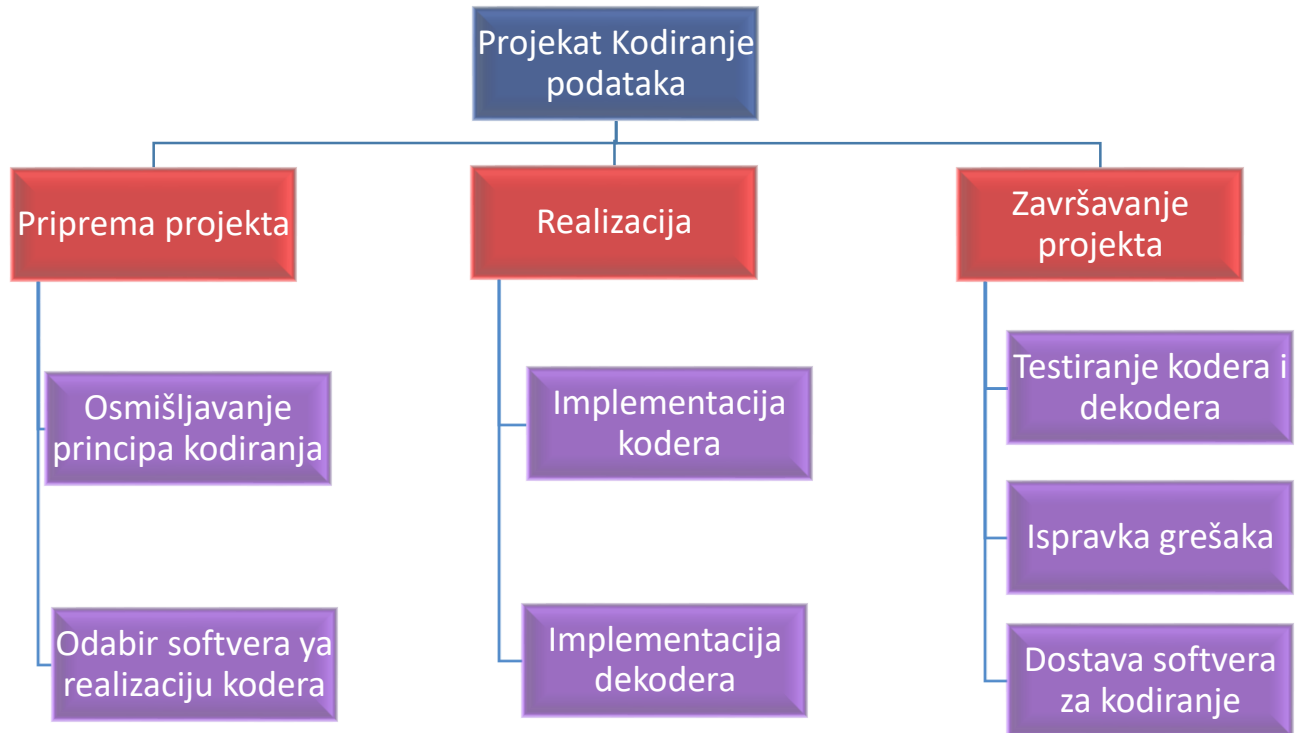 Projekat Kodiranje
podataka
Priprema projekta
Realizacija
Završavanje
projekta
Osmišljavanje
principa kodiranja
Odabir softvera ya
realizaciju kodera
Implementacija
kodera
Implementacija
dekodera
Testiranje kodera i
dekodera
Ispravka grešaka
Dostava softvera
za kodiranje